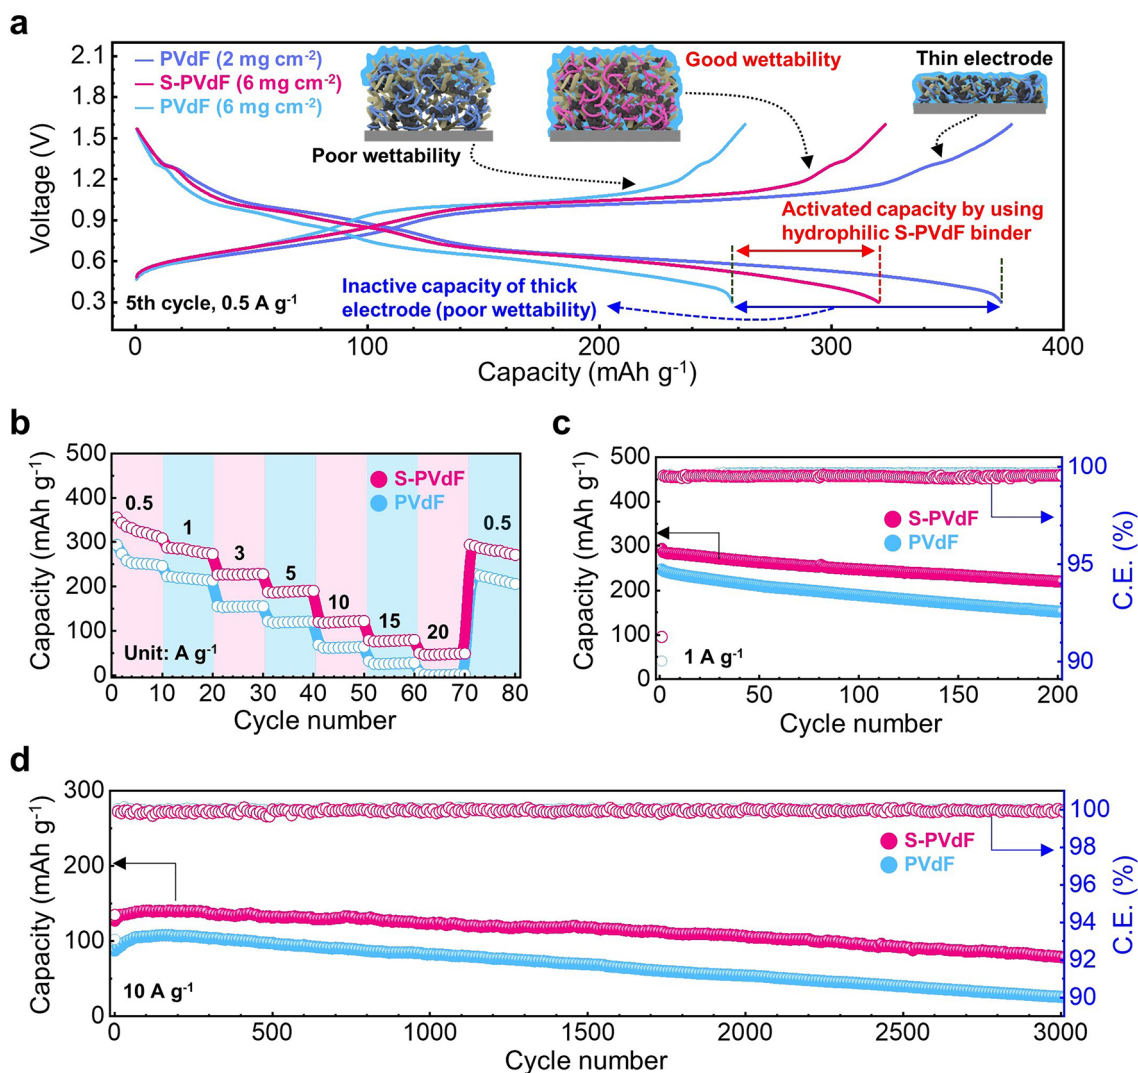 a
2.1
1.8
1.5
1.2
0.9
0.6
0.3
Voltage (V)
PVdF (2 mg cm-2)
S-PVdF (6 mg cm-2)
PVdF (6 mg cm-2)
Poor wettability
Good wettability
Thin electrode
Activated capacity by using
hydrophilic S-PVdF binder
Inactive capacity of thick
electrode (poor wettability)
5th cycle, 0.5 A g-1
0 100 200 300 400
Capacity (mAh g-1)
b
500
400
300
200
100
0
Capacity (mAh g-1)
S-PVdF
PVdF
0.5
1
3
5
10
15
20
0.5
Unit: A g-1
0 10 20 30 40 50 60 70 80
Cycle number
c
500
400
300
200
100
0
Capacity (mAh g-1)
S-PVdF
PVdF
1 A g-1
100
95
90
C.E. (%)
0 50 100 150 200
Cycle number
d
300
200
100
0
Capacity (mAh g-1)
S-PVdF
PVdF
10 A g-1
100
98
96
94
92
90
C.E. (%)
0 500 1000 1500 2000 2500 3000
Cycle number